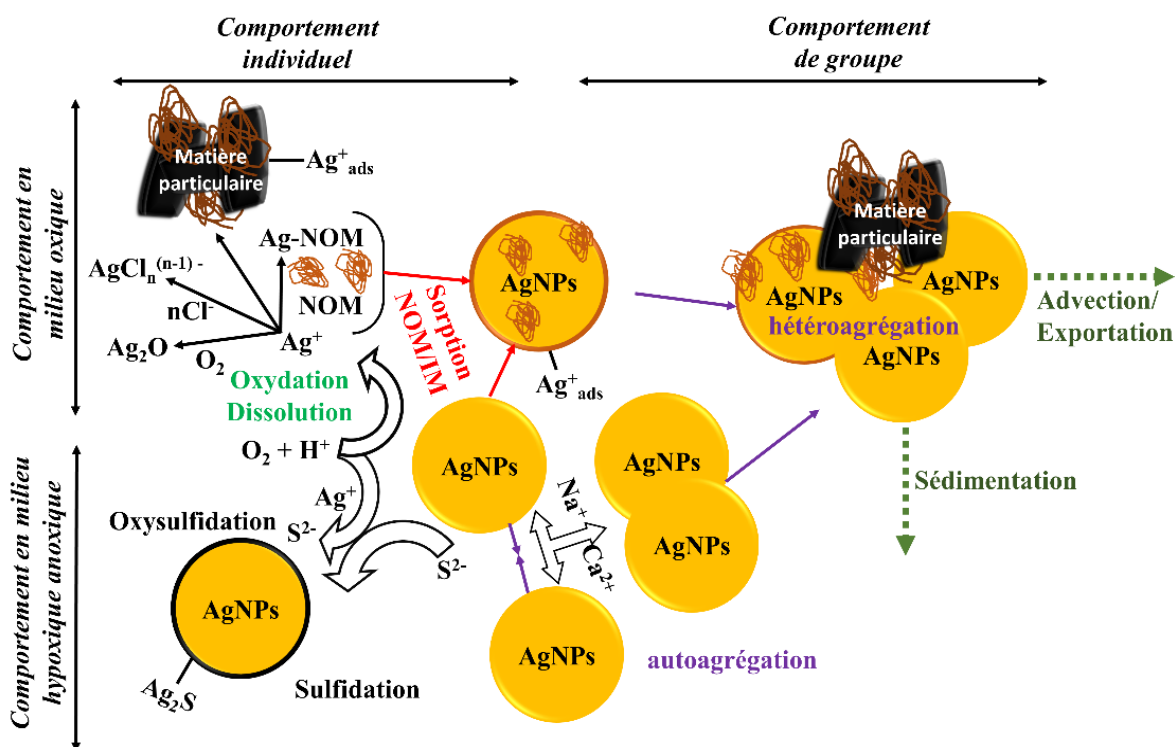 Comportement
individuel
Comportement
de groupe
Comportement en
milieu oxique
Matière
particulaire
Ag⁺ads
Ag-NOM
NOM
AgClₙ⁽ⁿ⁻¹⁾⁻
nCl⁻
Ag₂O
O₂
Ag⁺
Sorption
NOM/IM
AgNPs
Ag⁺ads
Matière
particulaire
AgNPs
hétéroagrégation
AgNPs
Advection/
Exportation
Oxydation
Dissolution
O₂ + H⁺
Comportement en milieu
hypoxique anoxique
Ag⁺
Oxysulfidation
S²⁻
S²⁻
AgNPs
Ag₂S
Sulfidation
AgNPs
Na⁺
Ca²⁺
AgNPs
AgNPs
AgNPs
autoagrégation
Sédimentation